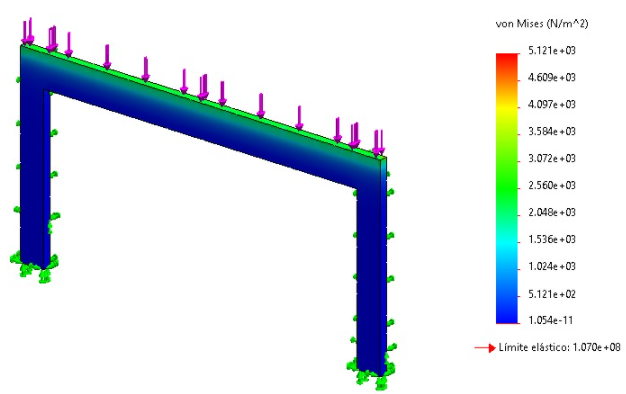 von Mises (N/m^2)
5.121e+03
4.609e+03
4.097e+03
3.584e+03
3.072e+03
2.560e+03
2.048e+03
1.536e+03
1.024e+03
5.121e+02
1.054e-11
Límite elástico: 1.070e+08